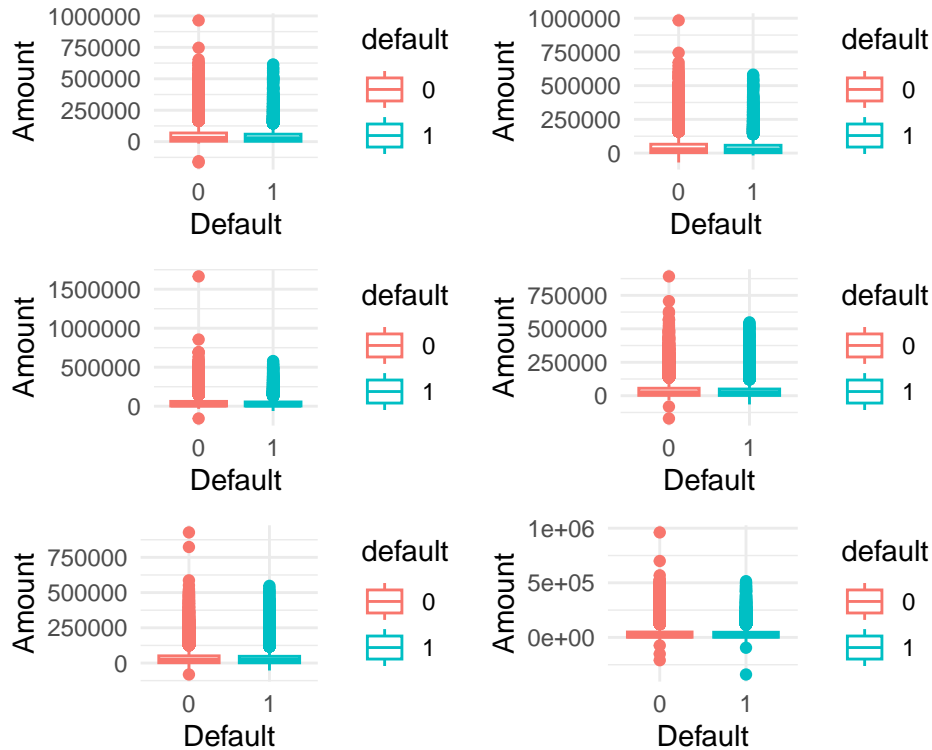 1000000
750000
500000
250000
0
Amount
0 1
Default
default
0
1
1000000
750000
500000
250000
0
Amount
0 1
Default
default
0
1
1500000
1000000
500000
0
Amount
0 1
Default
default
0
1
750000
500000
250000
0
Amount
0 1
Default
default
0
1
750000
500000
250000
0
Amount
0 1
Default
default
0
1
1e+06
5e+05
0e+00
Amount
0 1
Default
default
0
1